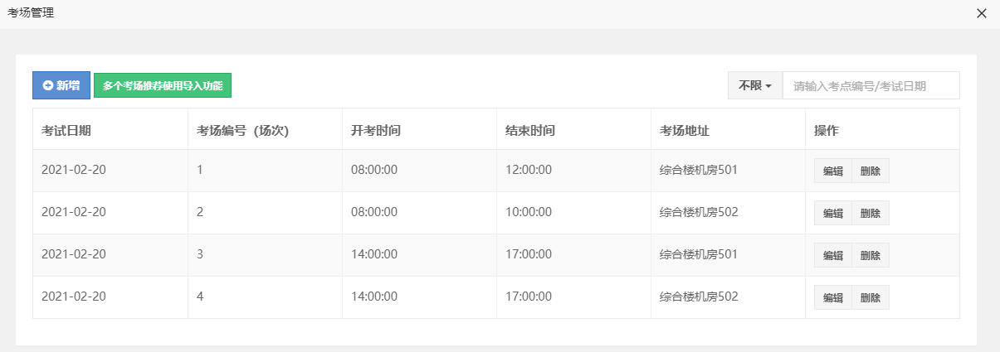 考场管理
新增 多个考场推荐使用导入功能 不限 请输入考点编号/考试日期
考试日期 考场编号（场次） 开考时间 结束时间 考场地址 操作
2021-02-20 1 08:00:00 12:00:00 综合楼机房501 编辑 删除
2021-02-20 2 08:00:00 10:00:00 综合楼机房502 编辑 删除
2021-02-20 3 14:00:00 17:00:00 综合楼机房501 编辑 删除
2021-02-20 4 14:00:00 17:00:00 综合楼机房502 编辑 删除